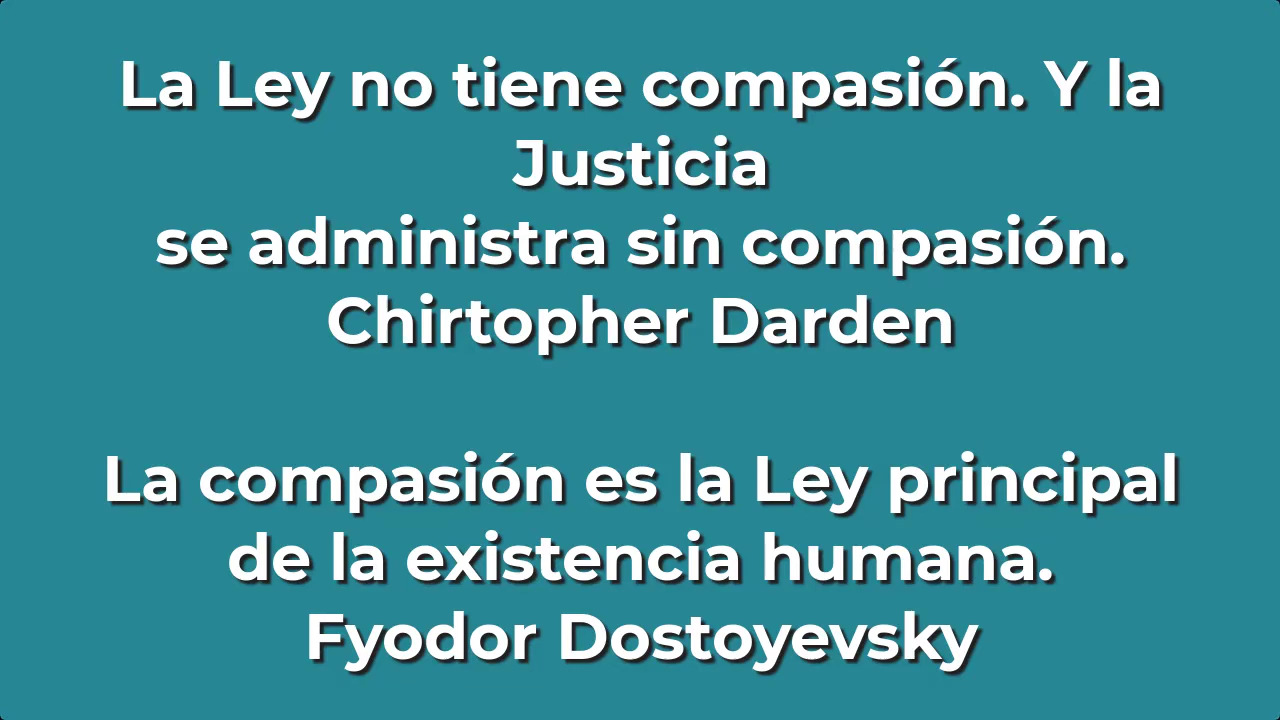 La Ley no tiene compasión. Y la
Justicia
se administra sin compasión.
Chirtopher Darden
La compasión es la Ley principal
de la existencia humana.
Fyodor Dostoyevsky